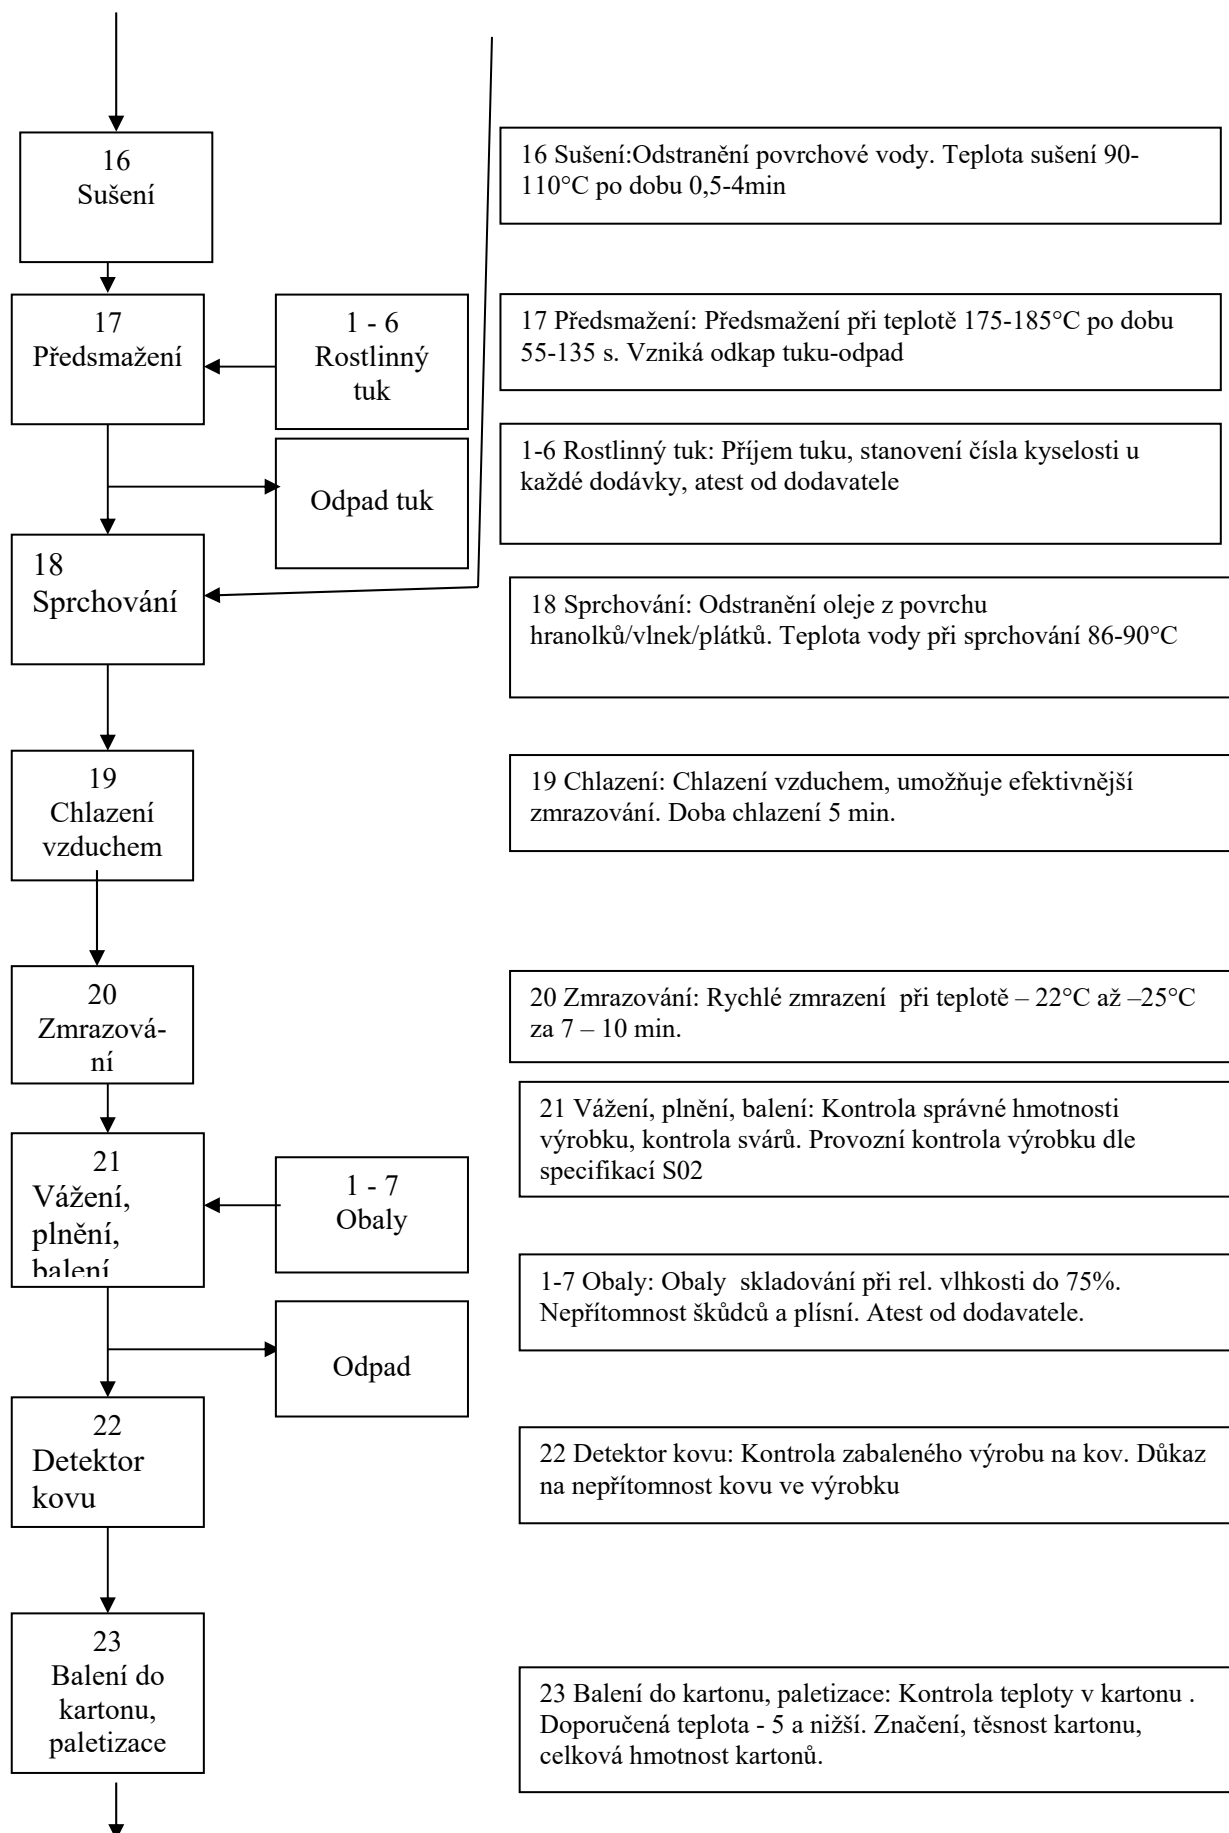 16
Sušení
16 Sušení:Odstranění povrchové vody. Teplota sušení 90-
110°C po dobu 0,5-4min
17
Předsmažení
1 - 6
Rostlinný
tuk
17 Předsmažení: Předsmažení při teplotě 175-185°C po dobu
55-135 s. Vzniká odkap tuku-odpad
Odpad tuk
1-6 Rostlinný tuk: Příjem tuku, stanovení čísla kyselosti u
každé dodávky, atest od dodavatele
18
Sprchování
18 Sprchování: Odstranění oleje z povrchu
hranolků/vlnek/plátků. Teplota vody při sprchování 86-90°C
19
Chlazení
vzduchem
19 Chlazení: Chlazení vzduchem, umožňuje efektivnější
zmrazování. Doba chlazení 5 min.
20
Zmrazová-
ní
20 Zmrazování: Rychlé zmrazení  při teplotě – 22°C až –25°C
za 7 – 10 min.
21
Vážení,
plnění,
balení
1 - 7
Obaly
21 Vážení, plnění, balení: Kontrola správné hmotnosti
výrobku, kontrola svárů. Provozní kontrola výrobku dle
specifikací S02
1-7 Obaly: Obaly  skladování při rel. vlhkosti do 75%.
Nepřítomnost škůdců a plísní. Atest od dodavatele.
Odpad
22
Detektor
kovu
22 Detektor kovu: Kontrola zabaleného výrobu na kov. Důkaz
na nepřítomnost kovu ve výrobku
23
Balení do
kartonu,
paletizace
23 Balení do kartonu, paletizace: Kontrola teploty v kartonu .
Doporučená teplota - 5 a nižší. Značení, těsnost kartonu,
celková hmotnost kartonů.